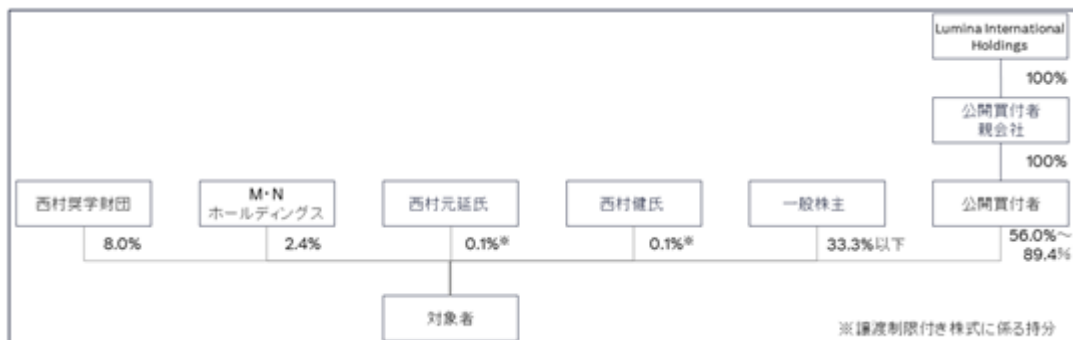 Lumina International
Holdings
100%
公開買付者
親会社
100%
西村奨学財団
M・N
ホールディングス
西村元延氏
西村健氏
一般株主
公開買付者
8.0%
2.4%
0.1%※
0.1%※
33.3%以下
56.0%～
89.4%
対象者
※譲渡制限付き株式に係る持分